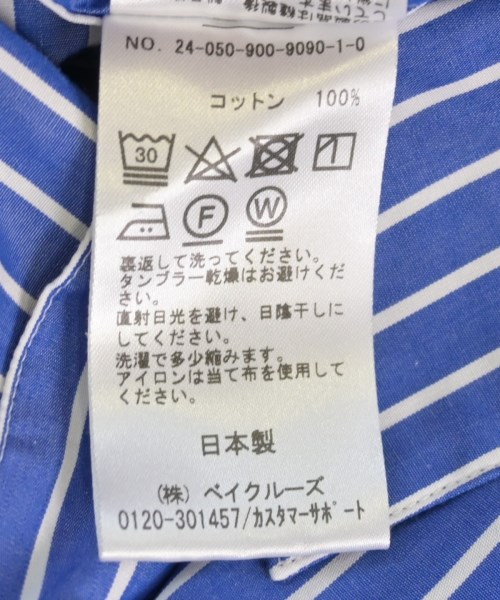 NO. 24-050-900-9090-1-0
コットン 100%
30
F W
裏返して洗ってください。
タンブラー乾燥はお避けくだ
さい。
直射日光を避け、日陰干しに
してください。
洗濯で多少縮みます。
アイロンは当て布を使用して
ください。
日本製
(株) ベイクルーズ
0120-301457/カスタマーサポート